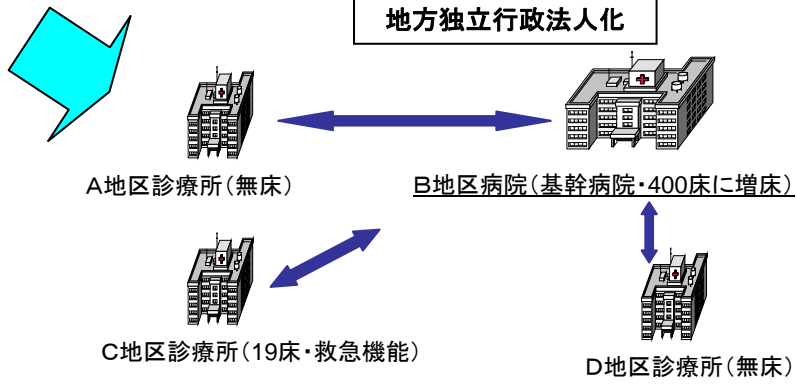 地方独立行政法人化
A地区診療所(無床)
B地区病院(基幹病院・400床に増床)
C地区診療所(19床・救急機能)
D地区診療所(無床)